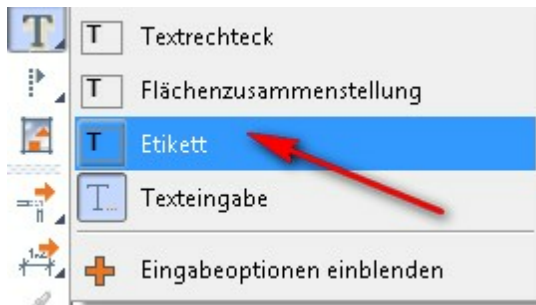 T Textrechteck
T Flächenzusammenstellung
T Etikett
T... Texteingabe
Eingabeoptionen einblenden